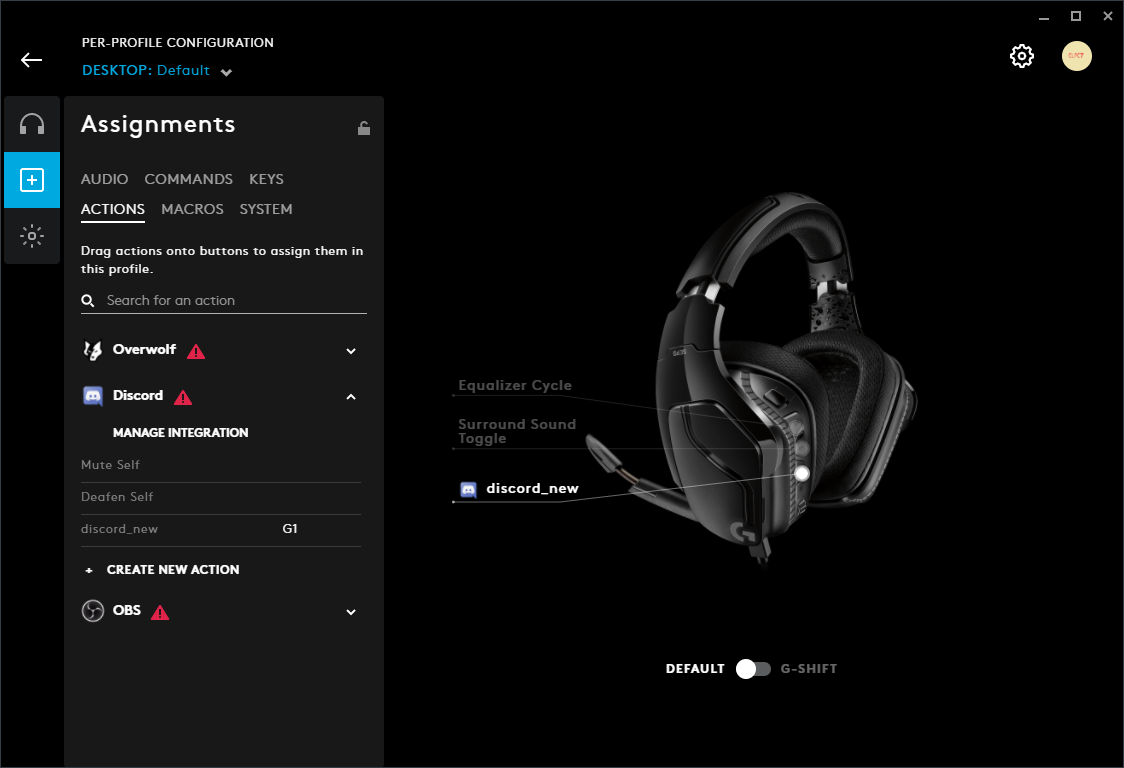 PER-PROFILE CONFIGURATION
DESKTOP: Default
Assignments
AUDIO COMMANDS KEYS
ACTIONS MACROS SYSTEM
Drag actions onto buttons to assign them in
this profile.
Search for an action
Overwolf
Discord
MANAGE INTEGRATION
Mute Self
Deafen Self
discord_new G1
+ CREATE NEW ACTION
OBS
Equalizer Cycle
Surround Sound
Toggle
discord_new
DEFAULT G-SHIFT